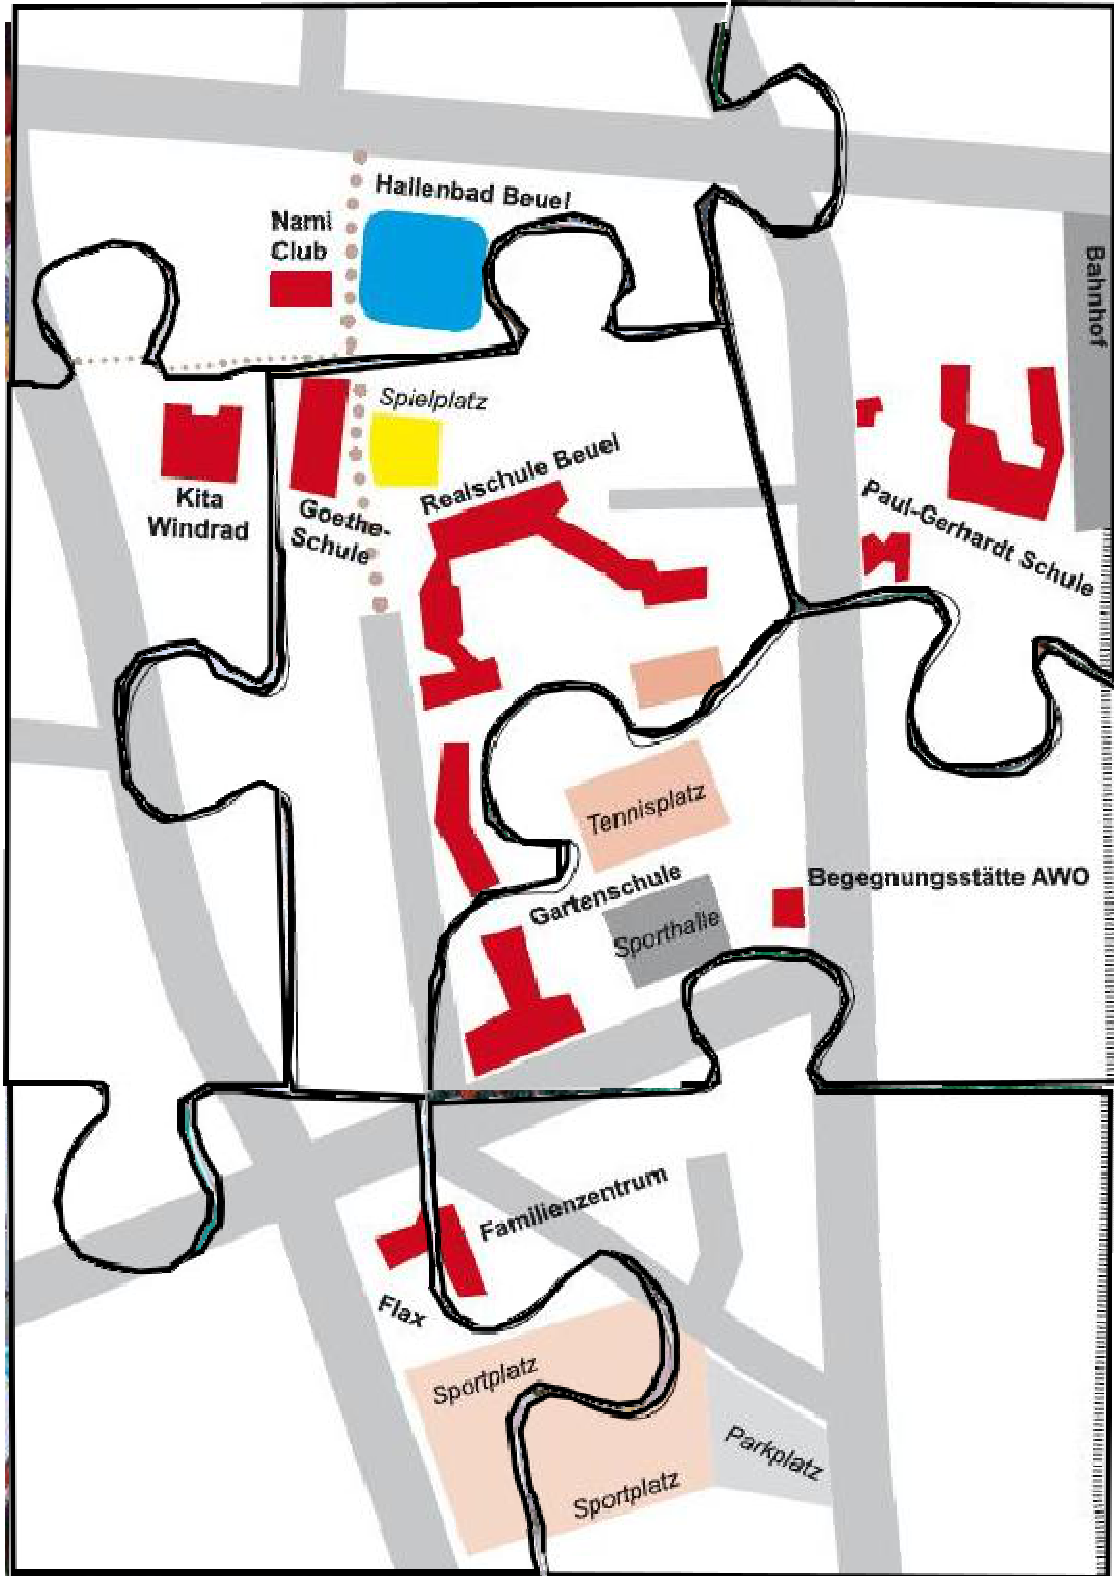 Hallenbad Beuel
Nami
Club
Bahnhof
Spielplatz
Realschule Beuel
Kita
Windrad
Goethe-
Schule
Paul-Gerhardt Schule
Tennisplatz
Begegnungsstätte AWO
Gartenschule
Sporthalle
Familienzentrum
Flax
Sportplatz
Parkplatz
Sportplatz